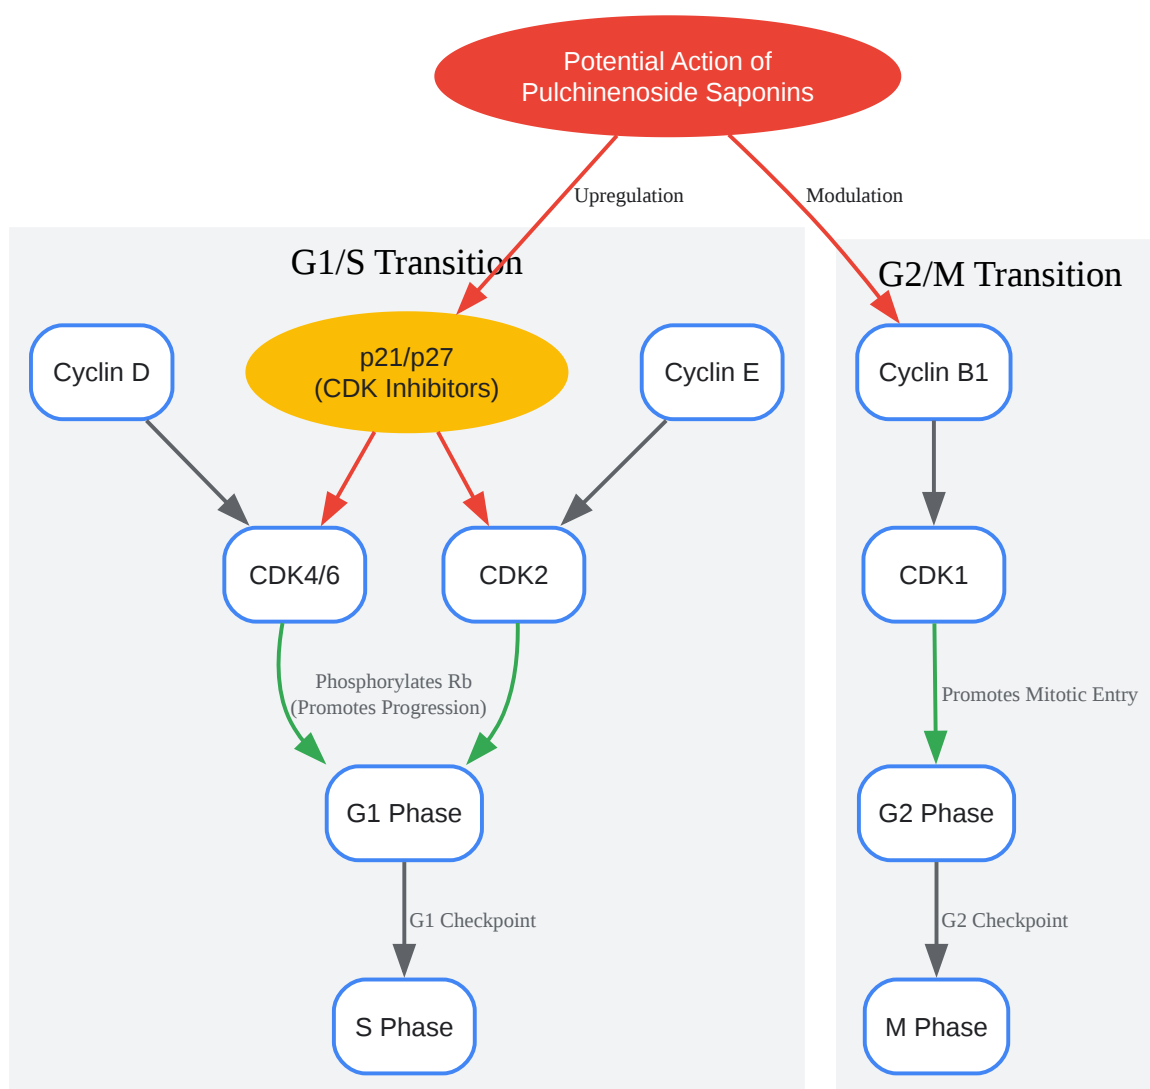 Potential Action of
Pulchinenoside Saponins
Upregulation
Modulation
G1/S Transition
G2/M Transition
Cyclin D
p21/p27
(CDK Inhibitors)
Cyclin E
Cyclin B1
CDK4/6
CDK2
CDK1
Phosphorylates Rb
(Promotes Progression)
Promotes Mitotic Entry
G1 Phase
G2 Phase
G1 Checkpoint
G2 Checkpoint
S Phase
M Phase